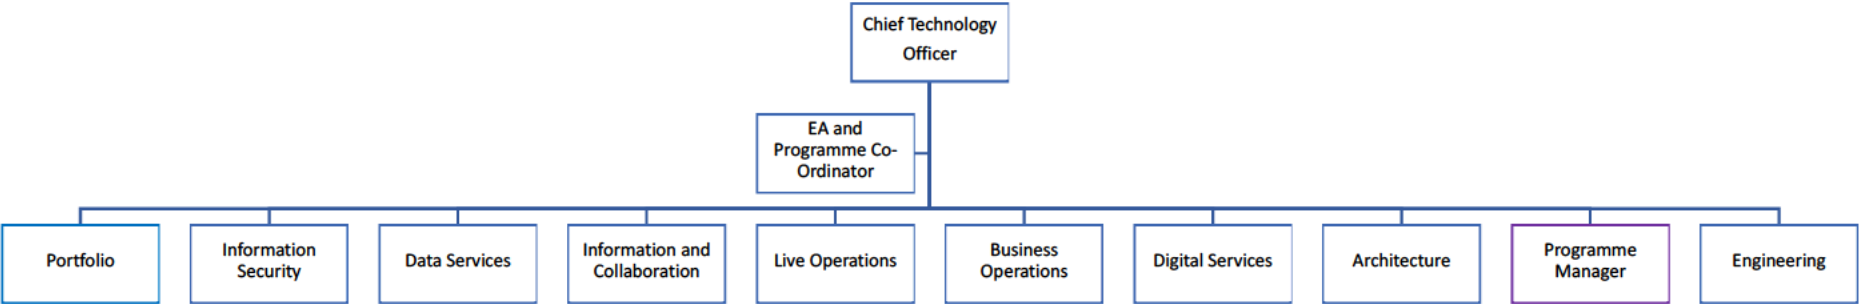 Chief Technology
Officer
EA and
Programme Co-
Ordinator
Portfolio
Information
Security
Data Services
Information and
Collaboration
Live Operations
Business
Operations
Digital Services
Architecture
Programme
Manager
Engineering